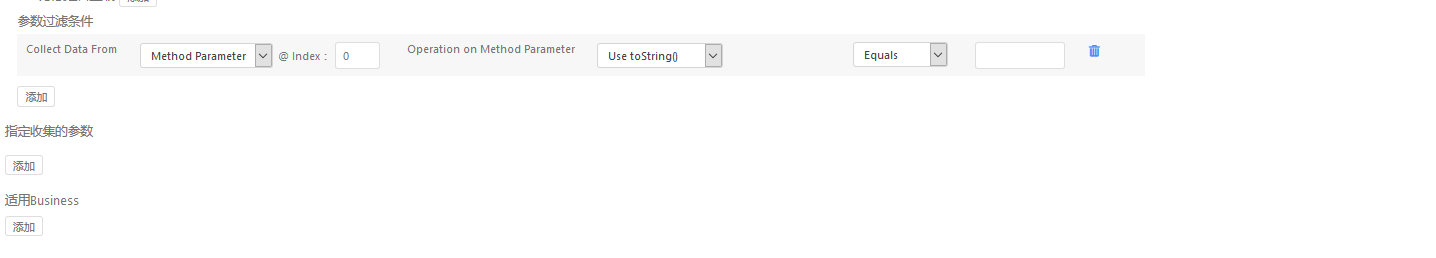 添加
参数过滤条件
Collect Data From Method Parameter @ Index : 0 Operation on Method Parameter Use toString() Equals
添加
指定收集的参数
添加
适用Business
添加